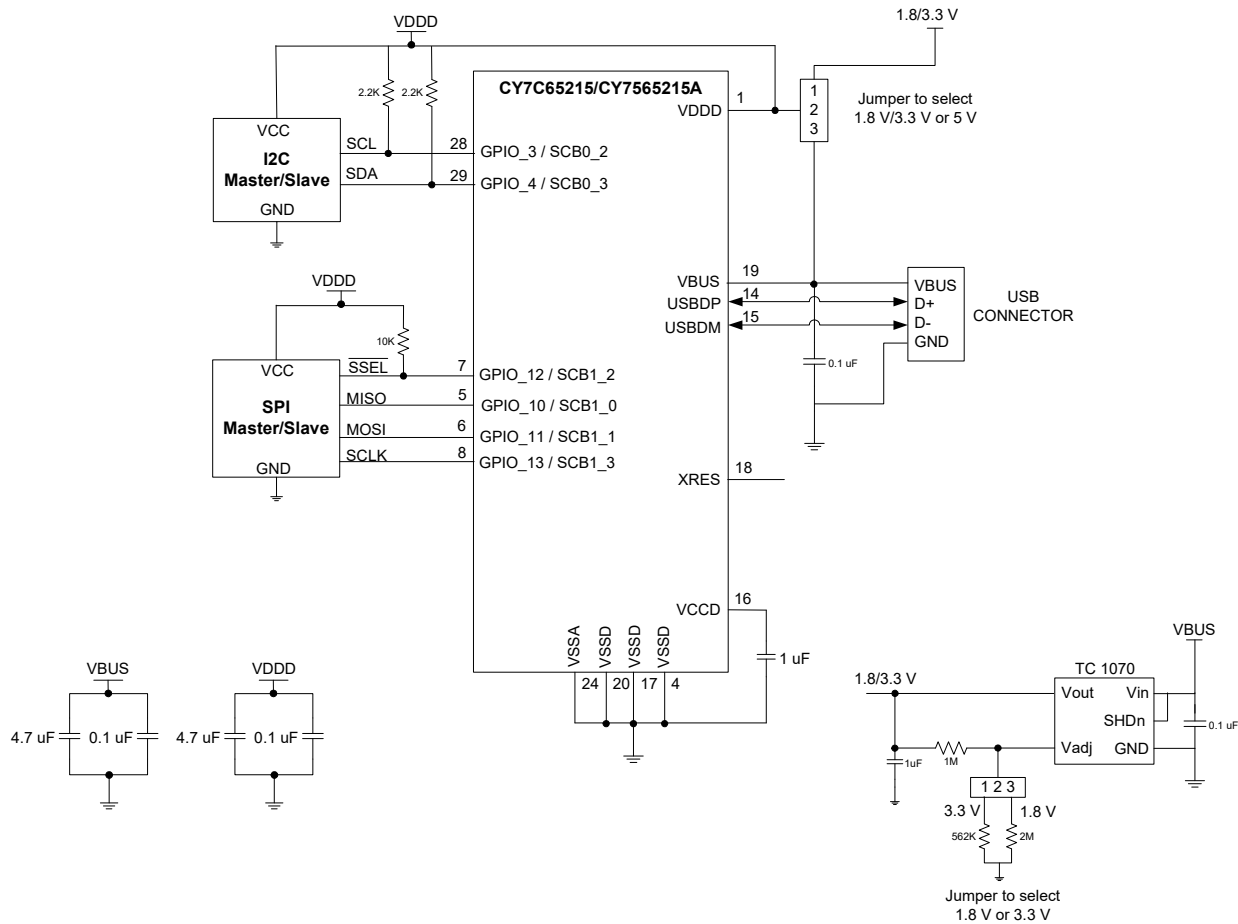 VDDD
1.8/3.3 V
2.2K
2.2K
CY7C65215/CY7565215A
1
VDDD
1
2
3
Jumper to select
1.8 V/3.3 V or 5 V
VCC
I2C
Master/Slave
GND
SCL
28
GPIO_3 / SCB0_2
SDA
29
GPIO_4 / SCB0_3
VDDD
10K
VBUS
19
USBDP
14
USBDM
15
VBUS
D+
D-
GND
USB
CONNECTOR
0.1 uF
VCC
SPI
Master/Slave
GND
SSEL
7
GPIO_12 / SCB1_2
MISO
5
GPIO_10 / SCB1_0
MOSI
6
GPIO_11 / SCB1_1
SCLK
8
GPIO_13 / SCB1_3
XRES
18
VCCD
16
1 uF
VSSA
VSSD
VSSD
VSSD
24
20
17
4
VBUS
4.7 uF
0.1 uF
VDDD
4.7 uF
0.1 uF
VBUS
TC 1070
1.8/3.3 V
Vout
Vin
SHDn
Vadj
GND
0.1 uF
1uF
1M
1 2 3
3.3 V
1.8 V
562K
2M
Jumper to select
1.8 V or 3.3 V